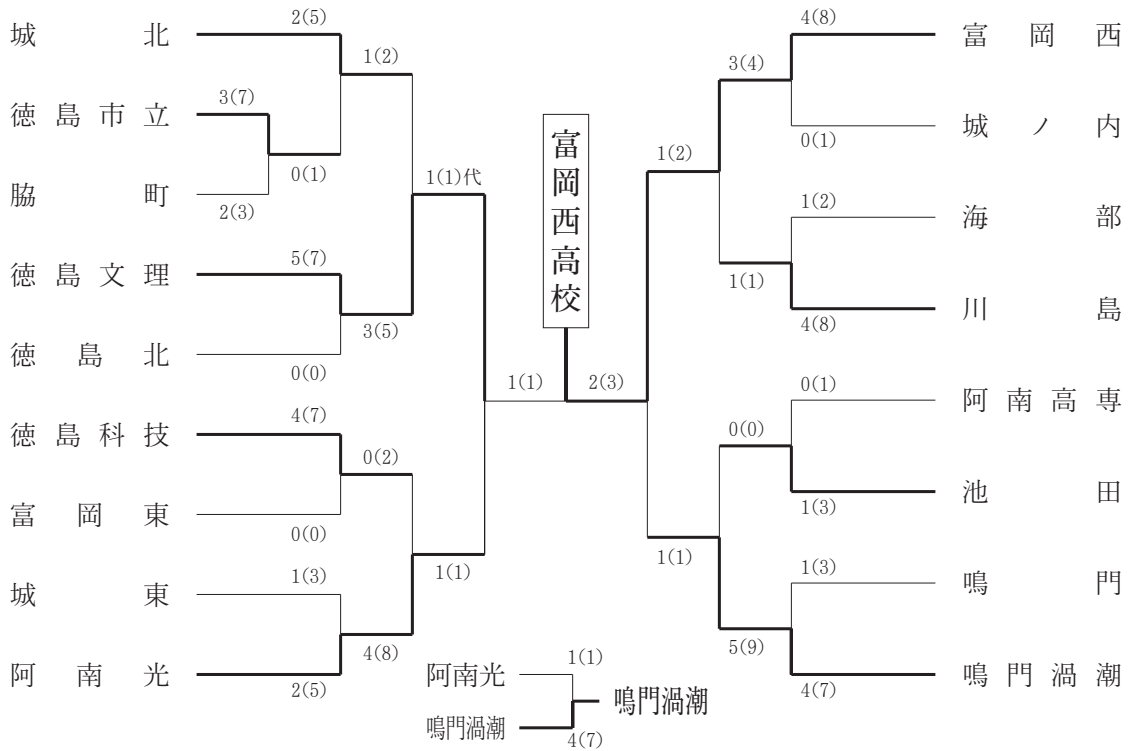 城北
2(5)
1(2)
徳島市立
3(7)
0(1)
脇町
2(3)
1(1)代
徳島文理
5(7)
3(5)
徳島北
0(0)
徳島科技
4(7)
0(2)
富岡東
0(0)
城東
1(3)
1(1)
阿南光
2(5)
4(8)
1(1)
富岡西高校
2(3)
4(8)
富岡西
3(4)
城ノ内
0(1)
1(2)
1(2)
海部
1(1)
川島
4(8)
0(1)
阿南高専
0(0)
池田
1(3)
1(1)
1(3)
鳴門
5(9)
鳴門渦潮
4(7)
阿南光
1(1)
鳴門渦潮
鳴門渦潮
4(7)